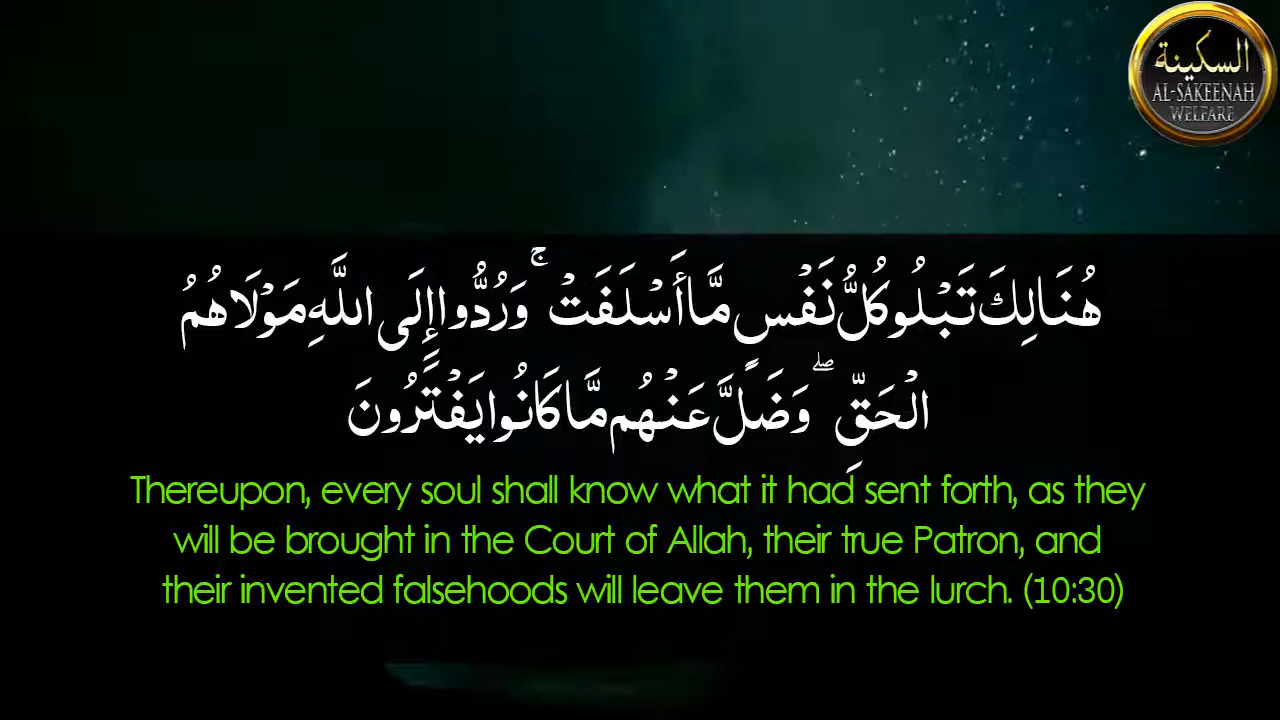 السكينة
AL-SAKEENAH
WELFARE
هُنَالِكَ تَبْلُو كُلُّ نَفْسٍ مَّا أَسْلَفَتْ ۚ وَرُدُّوا إِلَى اللَّهِ مَوْلَاهُمُ
الْحَقِّ ۖ وَضَلَّ عَنْهُم مَّا كَانُوا يَفْتَرُونَ
Thereupon, every soul shall know what it had sent forth, as they
will be brought in the Court of Allah, their true Patron, and
their invented falsehoods will leave them in the lurch. (10:30)